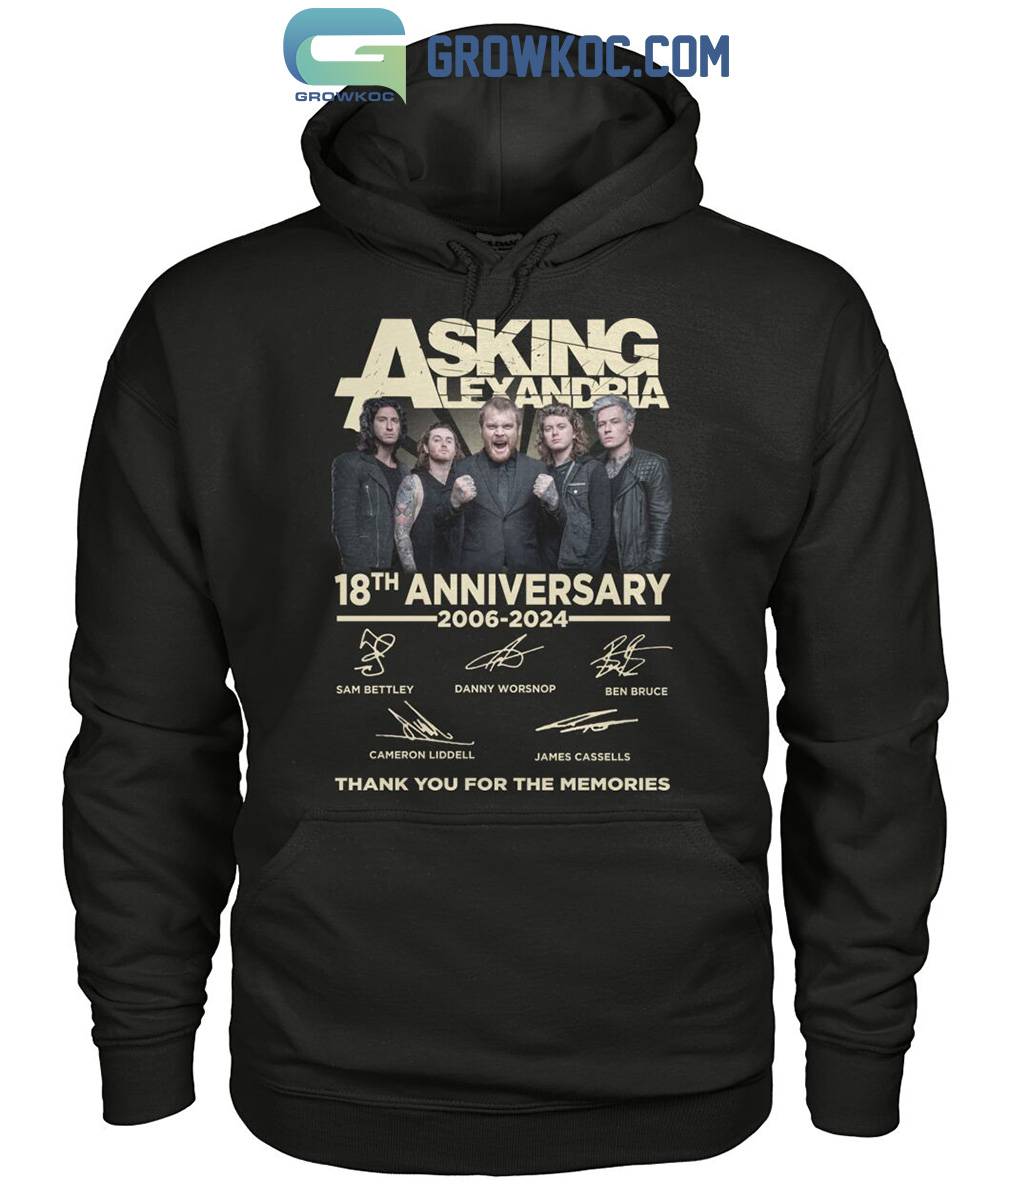 GROWKOC.COM
GROWKOC
ASKING
ALEXANDRIA
18TH ANNIVERSARY
2006-2024
SAM BETTLEY
DANNY WORSNOP
BEN BRUCE
CAMERON LIDDELL
JAMES CASSELLS
THANK YOU FOR THE MEMORIES